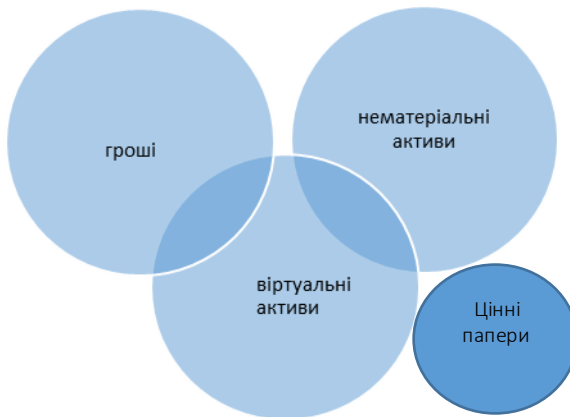 гроші
нематеріальні
активи
віртуальні
активи
Цінні
папери